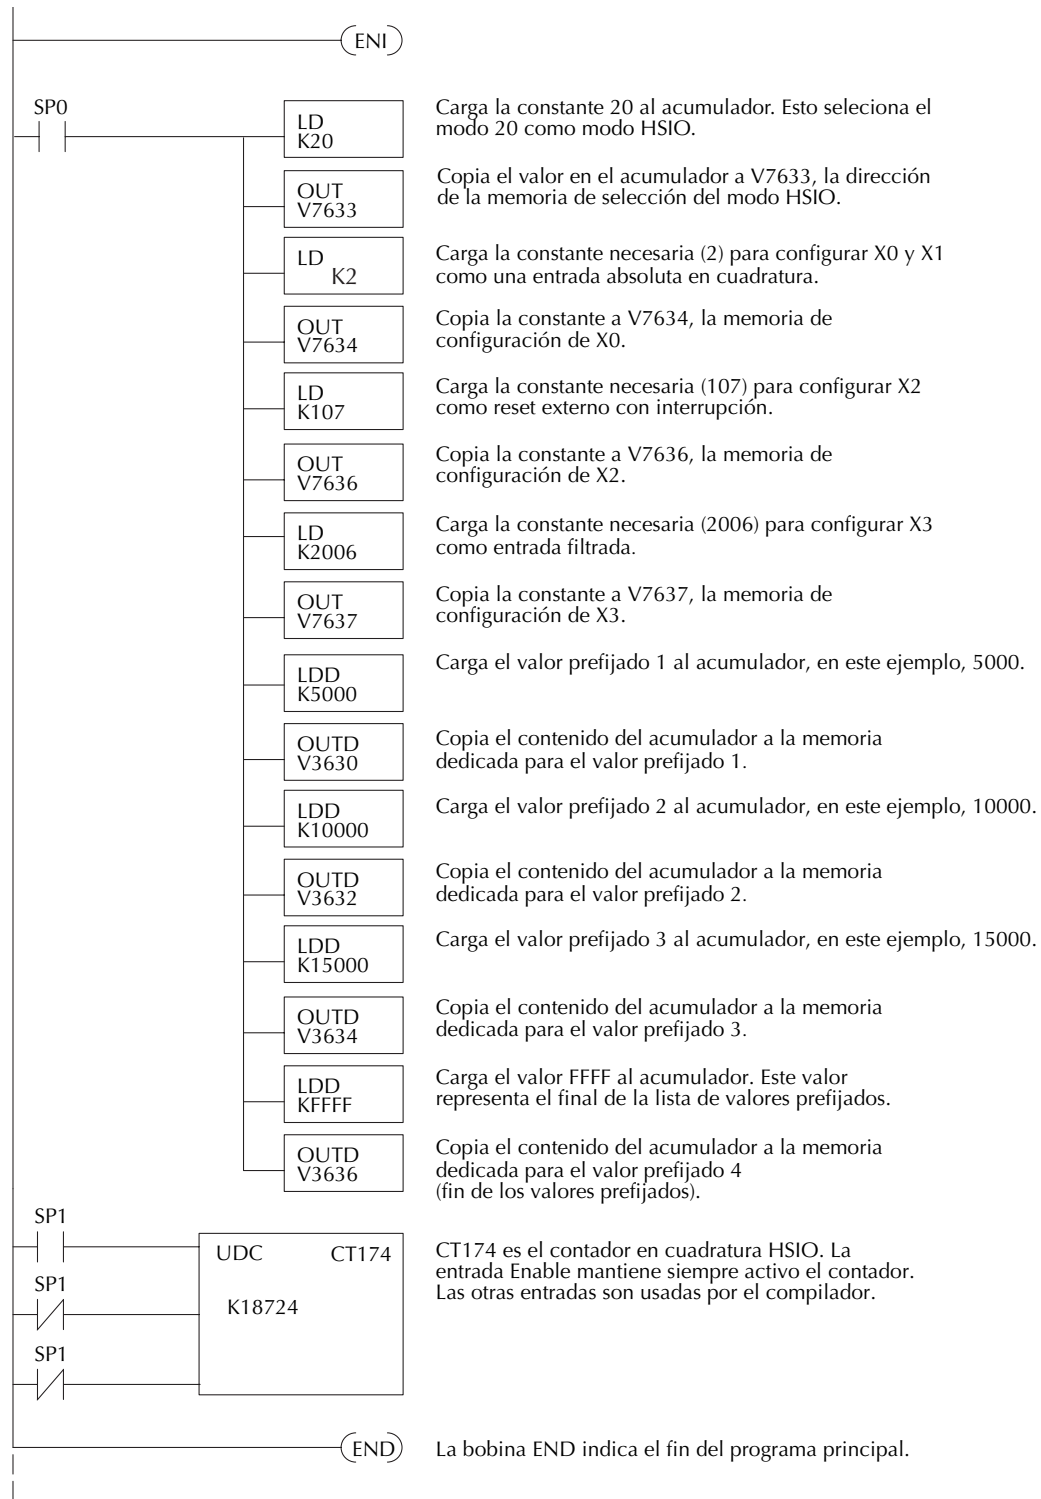 ENI
SP0
LD
K20
Carga la constante 20 al acumulador. Esto seleciona el
modo 20 como modo HSIO.
OUT
V7633
Copia el valor en el acumulador a V7633, la dirección
de la memoria de selección del modo HSIO.
LD
K2
Carga la constante necesaria (2) para configurar X0 y X1
como una entrada absoluta en cuadratura.
OUT
V7634
Copia la constante a V7634, la memoria de
configuración de X0.
LD
K107
Carga la constante necesaria (107) para configurar X2
como reset externo con interrupción.
OUT
V7636
Copia la constante a V7636, la memoria de
configuración de X2.
LD
K2006
Carga la constante necesaria (2006) para configurar X3
como entrada filtrada.
OUT
V7637
Copia la constante a V7637, la memoria de
configuración de X3.
LDD
K5000
Carga el valor prefijado 1 al acumulador, en este ejemplo, 5000.
OUTD
V3630
Copia el contenido del acumulador a la memoria
dedicada para el valor prefijado 1.
LDD
K10000
Carga el valor prefijado 2 al acumulador, en este ejemplo, 10000.
OUTD
V3632
Copia el contenido del acumulador a la memoria
dedicada para el valor prefijado 2.
LDD
K15000
Carga el valor prefijado 3 al acumulador, en este ejemplo, 15000.
OUTD
V3634
Copia el contenido del acumulador a la memoria
dedicada para el valor prefijado 3.
LDD
KFFFF
Carga el valor FFFF al acumulador. Este valor
representa el final de la lista de valores prefijados.
OUTD
V3636
Copia el contenido del acumulador a la memoria
dedicada para el valor prefijado 4
(fin de los valores prefijados).
SP1
UDC CT174
K18724
SP1
SP1
CT174 es el contador en cuadratura HSIO. La
entrada Enable mantiene siempre activo el contador.
Las otras entradas son usadas por el compilador.
END
La bobina END indica el fin del programa principal.